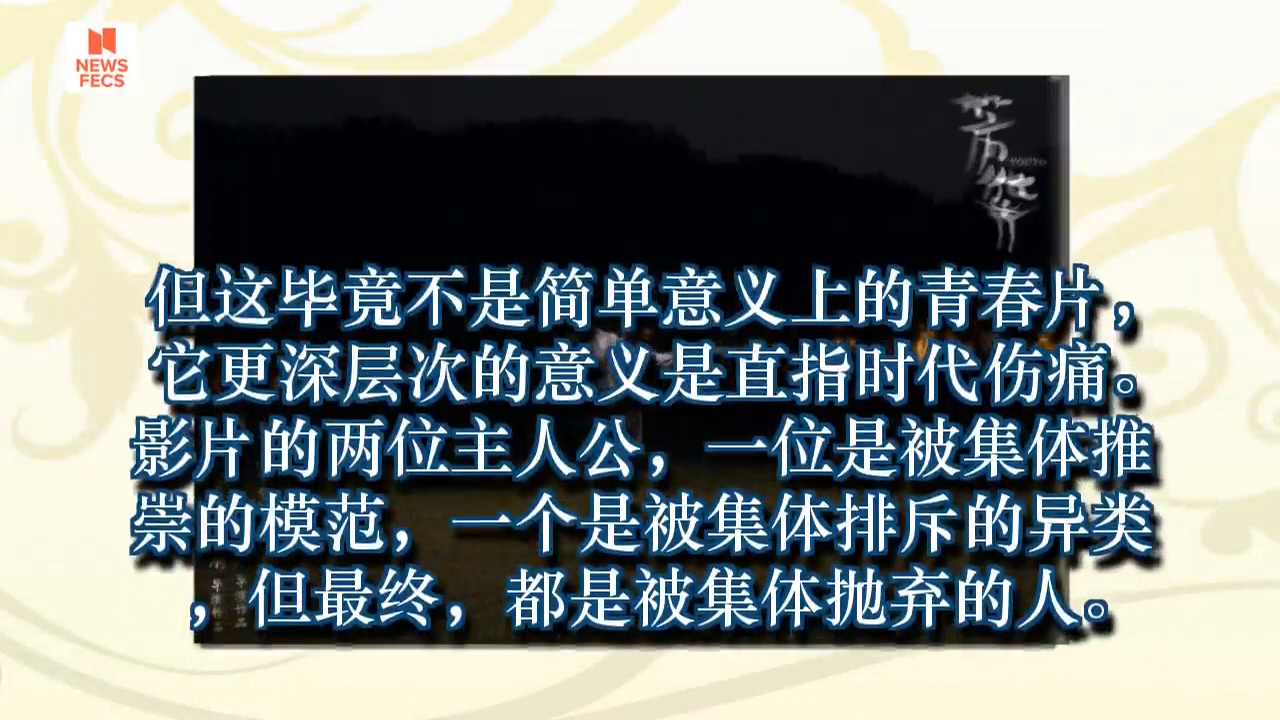 NEWS
FECS
芳华
但这毕竟不是简单意义上的青春片，
它更深层次的意义是直指时代伤痛。
影片的两位主人公，一位是被集体推
崇的模范，一个是被集体排斥的异类
，但最终，都是被集体抛弃的人。